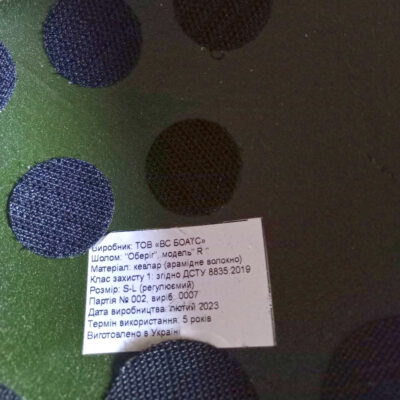 Виробник: ТОВ «ВС БОАТС»
Шолом: "Оберіг", модель" R "
Матеріал: кевлар (арамідне волокно)
Клас захисту 1: згідно ДСТУ 8835:2019
Розмір: S-L (регулюємий)
Партія № 002, виріб: 0007
Дата виробництва: лютий 2023
Термін використання: 5 років
Виготовлено в Україні